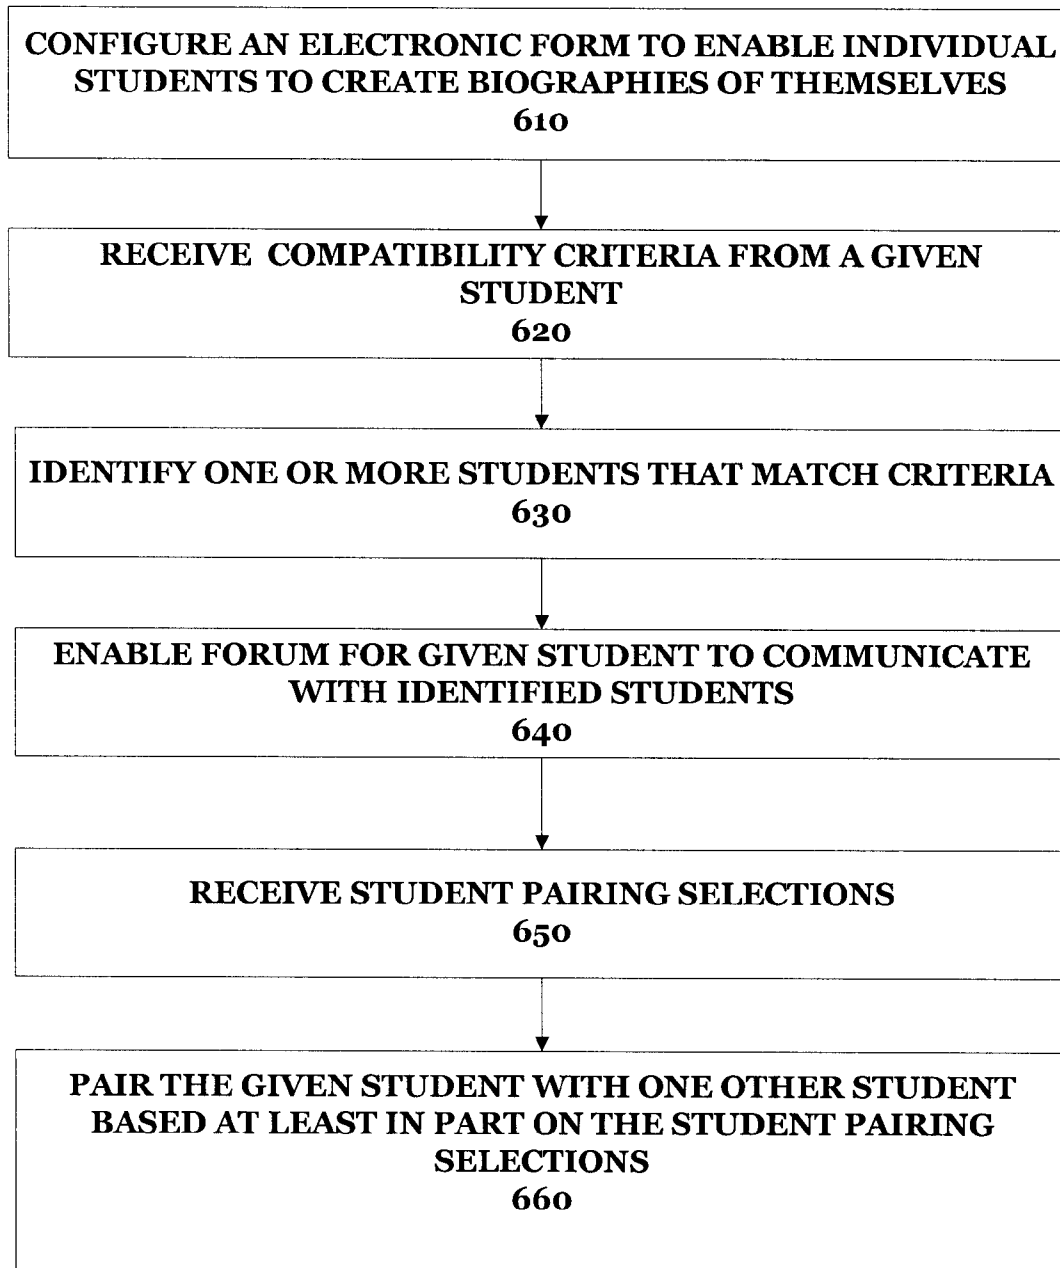 CONFIGURE AN ELECTRONIC FORM TO ENABLE INDIVIDUAL
STUDENTS TO CREATE BIOGRAPHIES OF THEMSELVES
610
RECEIVE COMPATIBILITY CRITERIA FROM A GIVEN
STUDENT
620
IDENTIFY ONE OR MORE STUDENTS THAT MATCH CRITERIA
630
ENABLE FORUM FOR GIVEN STUDENT TO COMMUNICATE
WITH IDENTIFIED STUDENTS
640
RECEIVE STUDENT PAIRING SELECTIONS
650
PAIR THE GIVEN STUDENT WITH ONE OTHER STUDENT
BASED AT LEAST IN PART ON THE STUDENT PAIRING
SELECTIONS
660